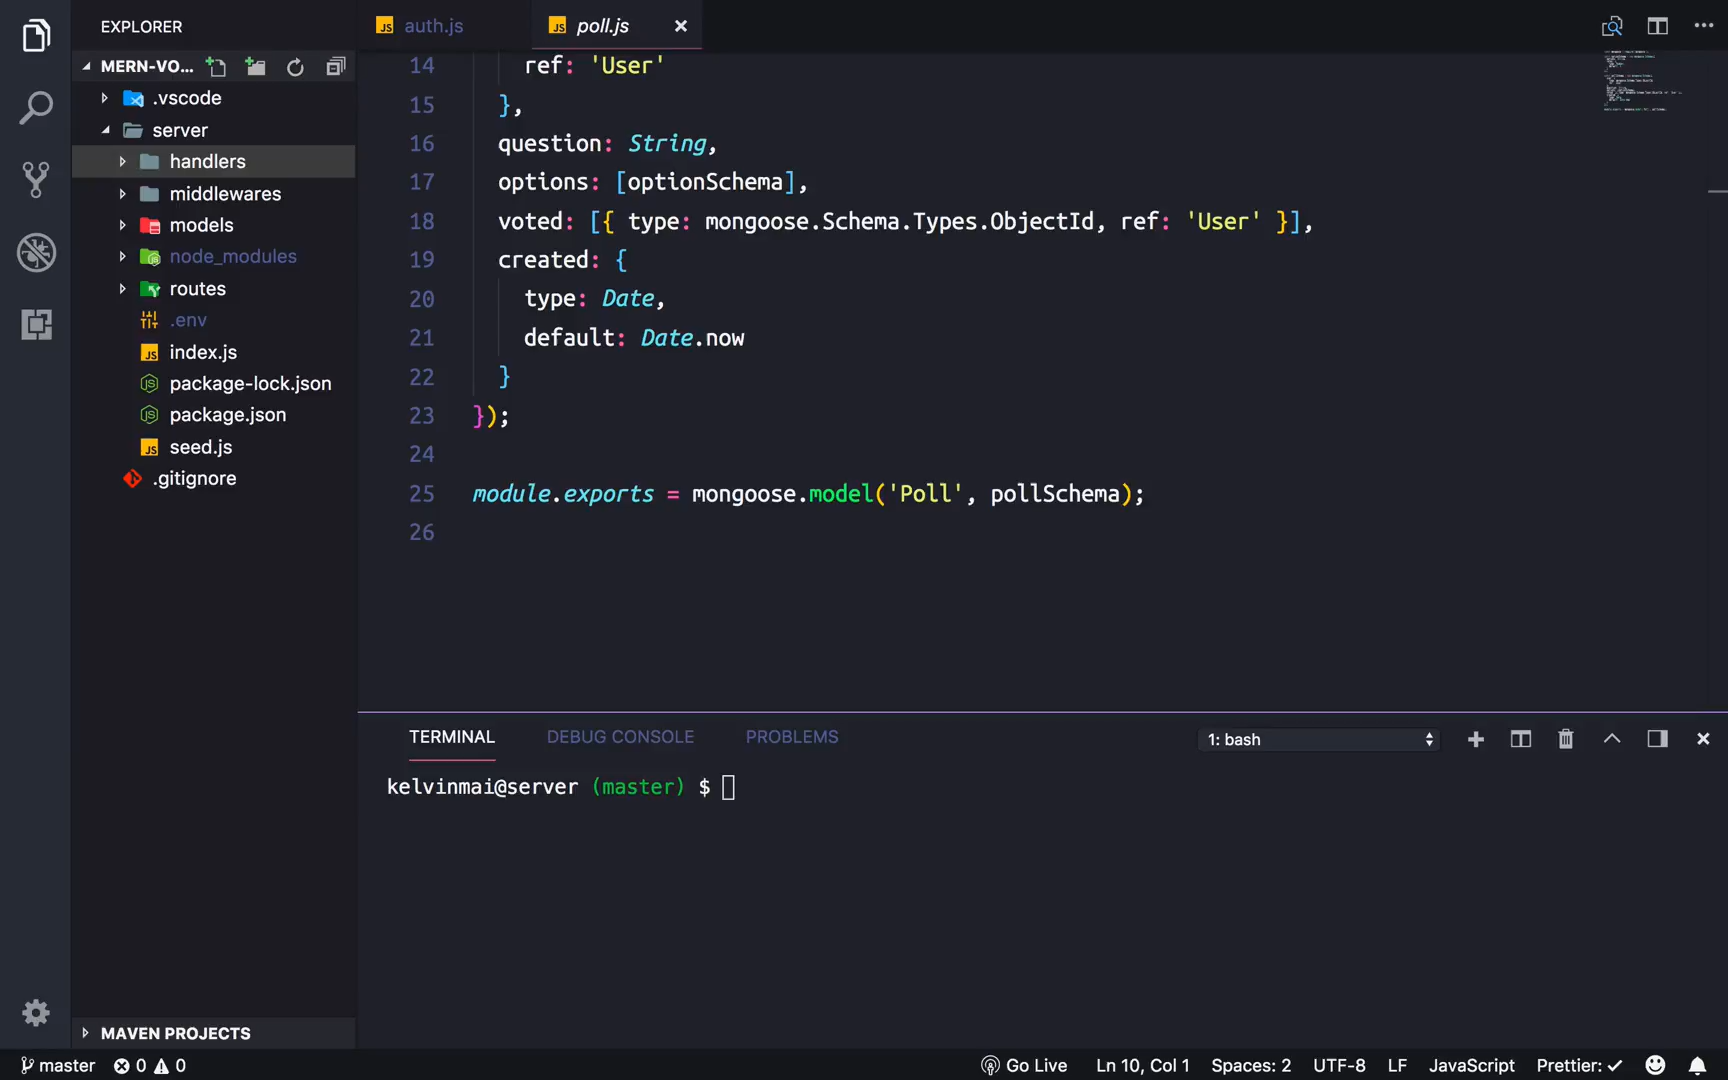 EXPLORER
MERN-VO...
.vscode
server
handlers
middlewares
models
node_modules
routes
.env
index.js
package-lock.json
package.json
seed.js
.gitignore
MAVEN PROJECTS
auth.js
poll.js
14 ref: 'User'
15 },
16 question: String,
17 options: [optionSchema],
18 voted: [{ type: mongoose.Schema.Types.ObjectId, ref: 'User' }],
19 created: {
20 type: Date,
21 default: Date.now
22 }
23 });
24
25 module.exports = mongoose.model('Poll', pollSchema);
26
TERMINAL DEBUG CONSOLE PROBLEMS 1: bash
kelvinmai@server (master) $
master 0 0 Go Live Ln 10, Col 1 Spaces: 2 UTF-8 LF JavaScript Prettier: ✓